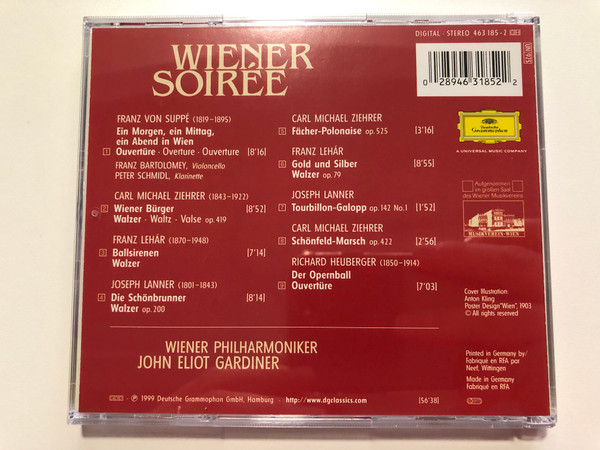 DIGITAL · STEREO 463 185-2
WIENER
SOIRÉE
0 28946 31852 2
FRANZ VON SUPPÉ (1819–1895)
Ein Morgen, ein Mittag,
ein Abend in Wien
1 Ouvertüre · Overture · Ouverture [8'16]
FRANZ BARTOLOMEY, Violoncello
PETER SCHMIDL, Klarinette
CARL MICHAEL ZIEHRER (1843–1922)
2 Wiener Bürger [8'52]
Walzer · Waltz · Valse op. 419
FRANZ LEHÁR (1870–1948)
3 Ballsirenen [7'14]
Walzer
JOSEPH LANNER (1801–1843)
4 Die Schönbrunner [8'14]
Walzer op. 200
CARL MICHAEL ZIEHRER
5 Fächer-Polonaise op. 525 [3'16]
FRANZ LEHÁR
6 Gold und Silber [8'55]
Walzer op. 79
JOSEPH LANNER
7 Tourbillon-Galopp op. 142 No. 1 [1'52]
CARL MICHAEL ZIEHRER
8 Schönfeld-Marsch op. 422 [2'56]
RICHARD HEUBERGER (1850–1914)
Der Opernball
9 Ouvertüre [7'03]
Deutsche
Grammophon
A UNIVERSAL MUSIC COMPANY
Aufgenommen
im großen Saal
des Wiener Musikvereins
MUSIKVEREIN-WIEN
Cover Illustration:
Anton Kling
Poster Design "Wien", 1903
© All rights reserved
WIENER PHILHARMONIKER
JOHN ELIOT GARDINER
Printed in Germany by/
Fabriqué en RFA par
Neef, Wittingen
Made in Germany
Fabriqué en RFA
DDD · ℗ 1999 Deutsche Grammophon GmbH, Hamburg · http://www.dgclassics.com [56'38]